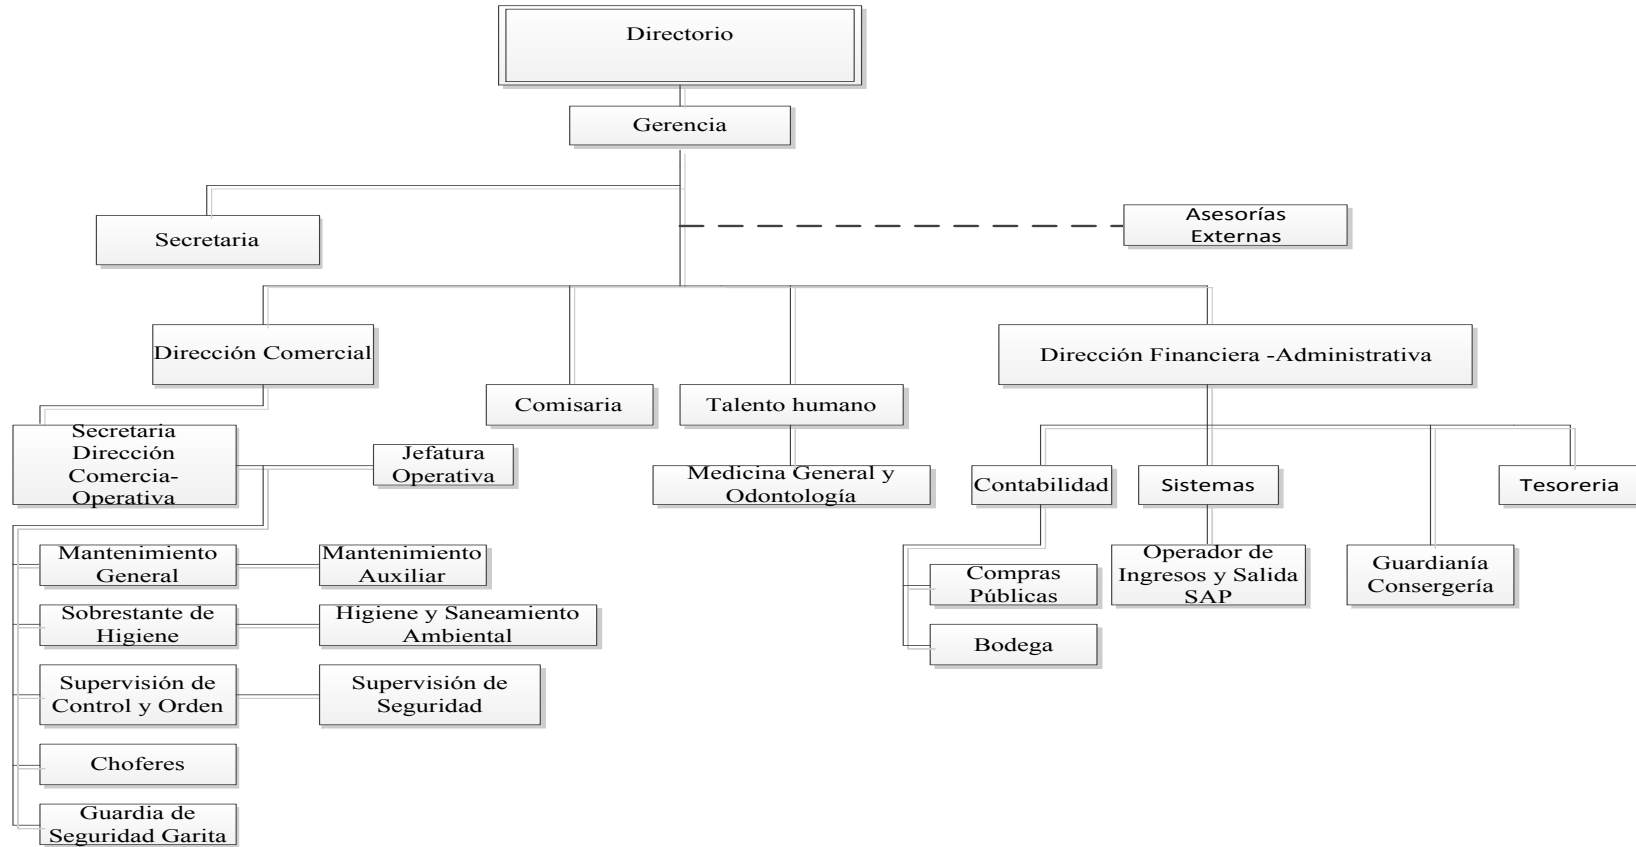 Directorio
Gerencia
Secretaria
Asesorías
Externas
Dirección Comercial
Comisaria
Talento humano
Dirección Financiera -Administrativa
Secretaria
Dirección
Comercia-
Operativa
Jefatura
Operativa
Medicina General y
Odontología
Contabilidad
Sistemas
Tesoreria
Mantenimiento
General
Mantenimiento
Auxiliar
Compras
Públicas
Operador de
Ingresos y Salida
SAP
Guardianía
Consergería
Sobrestante de
Higiene
Higiene y Saneamiento
Ambiental
Bodega
Supervisión de
Control y Orden
Supervisión de
Seguridad
Choferes
Guardia de
Seguridad Garita